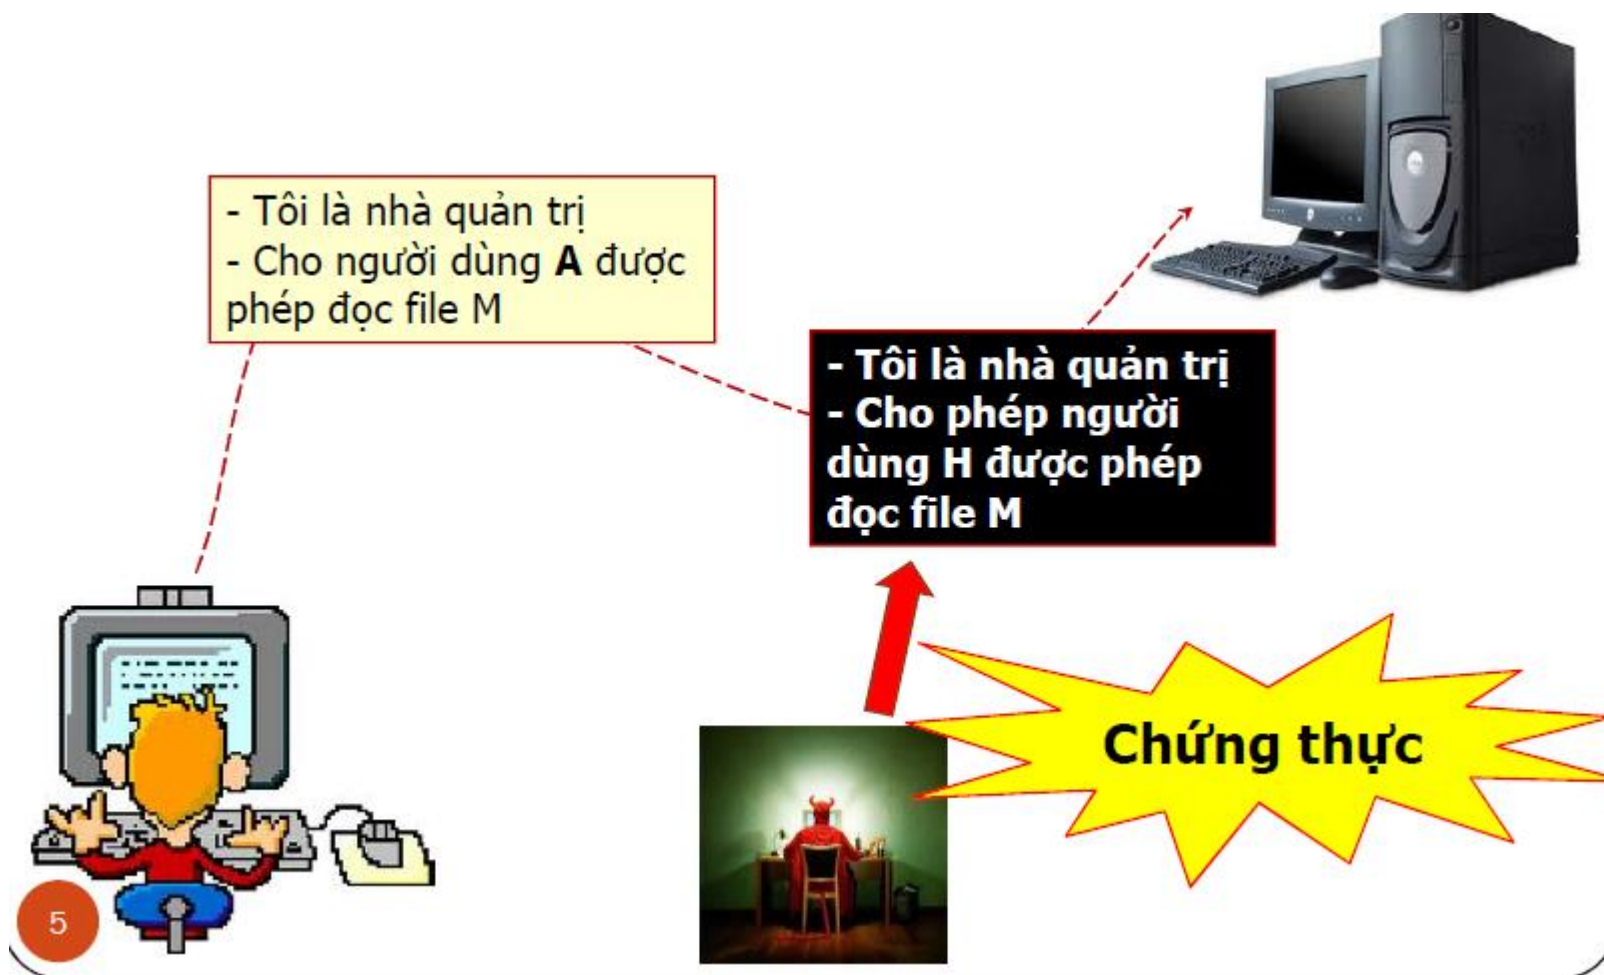 - Tôi là nhà quản trị
- Cho người dùng A được
phép đọc file M
- Tôi là nhà quản trị
- Cho phép người
dùng H được phép
đọc file M
Chứng thực
5